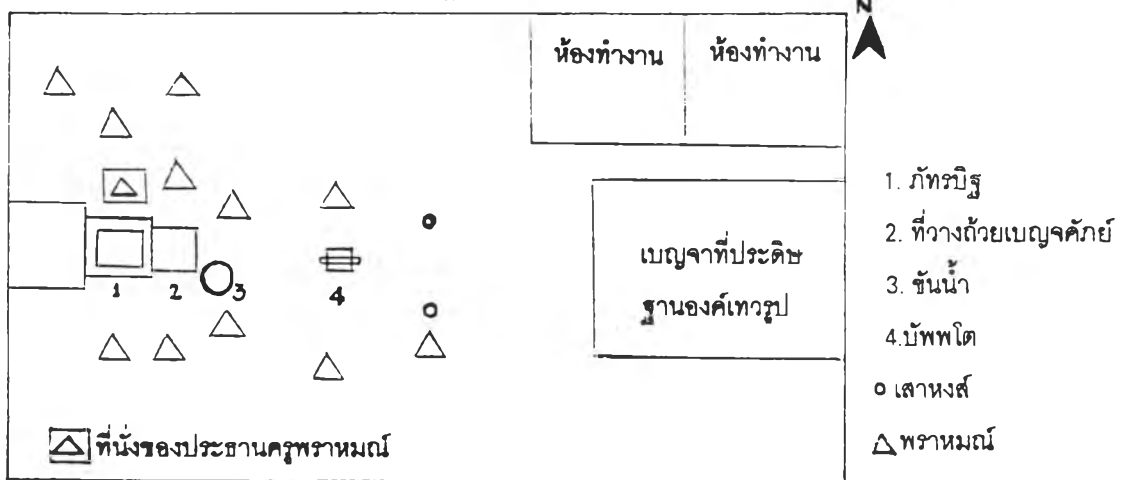 N
ห้องทำงาน
ห้องทำงาน
เบญจาที่ประดิษ
ฐานองค์เทวรูป
1 2 3 4
ที่นั่งของประธานครูพราหมณ์
1. ภัทรบิฐ
2. ที่วางถ้วยเบญจคัภย์
3. ขันน้ำ
4.บัพพโต
เสาหงส์
พราหมณ์